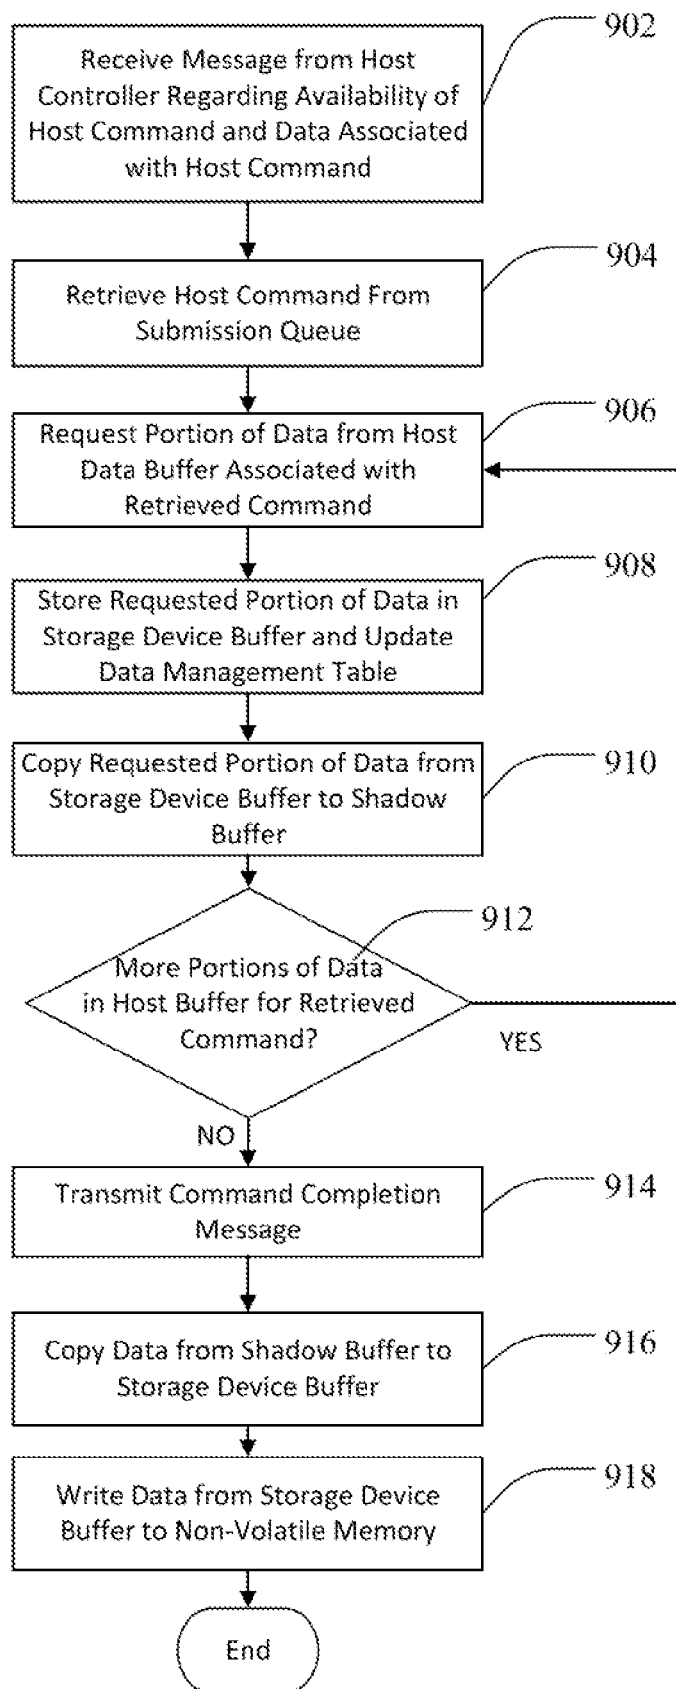 902
Receive Message from Host
Controller Regarding Availability of
Host Command and Data Associated
with Host Command
904
Retrieve Host Command From
Submission Queue
906
Request Portion of Data from Host
Data Buffer Associated with
Retrieved Command
908
Store Requested Portion of Data in
Storage Device Buffer and Update
Data Management Table
910
Copy Requested Portion of Data from
Storage Device Buffer to Shadow
Buffer
912
More Portions of Data
in Host Buffer for Retrieved
Command?
YES
NO
914
Transmit Command Completion
Message
916
Copy Data from Shadow Buffer to
Storage Device Buffer
918
Write Data from Storage Device
Buffer to Non-Volatile Memory
End